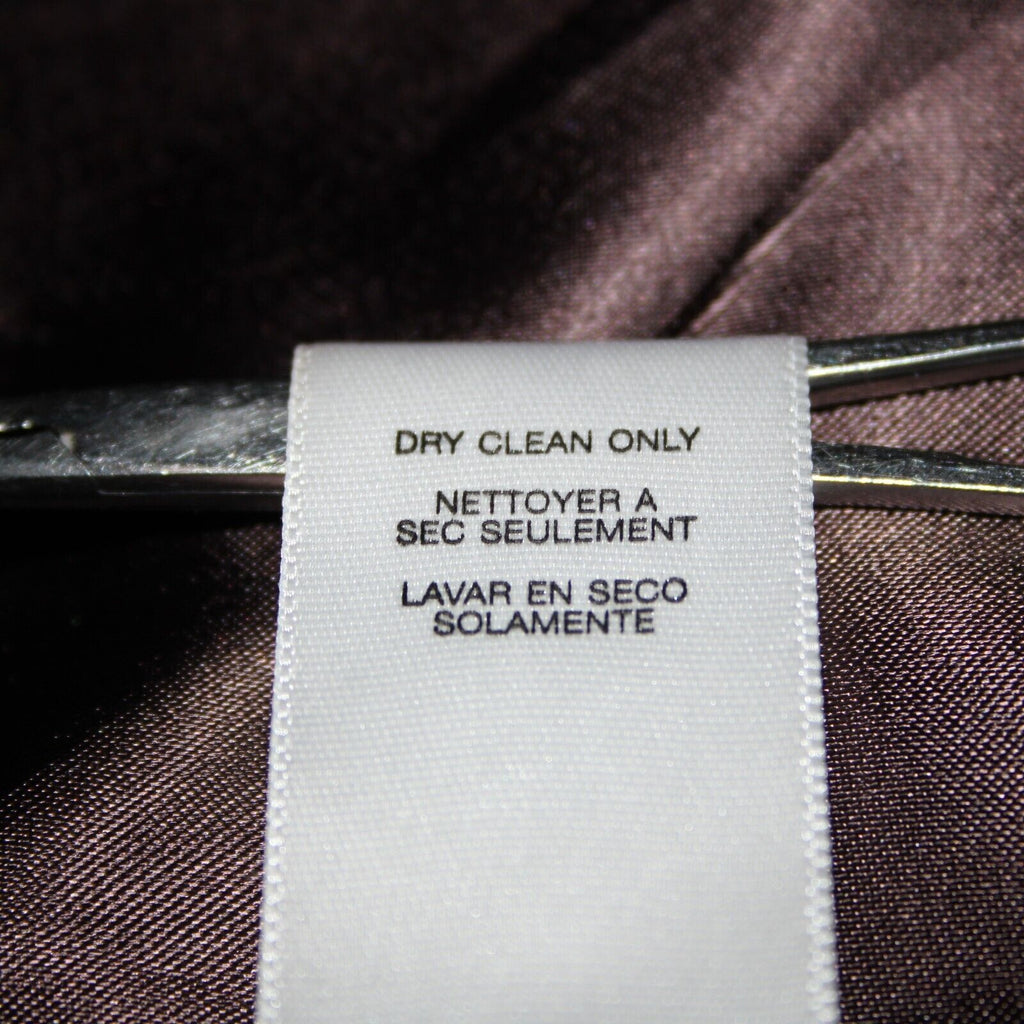 DRY CLEAN ONLY
NETTOYER A
SEC SEULEMENT
LAVAR EN SECO
SOLAMENTE